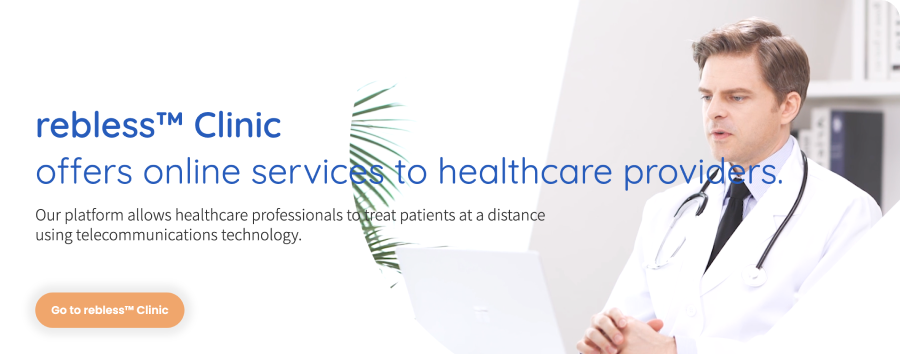 rebless™ Clinic
offers online services to healthcare providers.
Our platform allows healthcare professionals to treat patients at a distance
using telecommunications technology.
Go to rebless™ Clinic